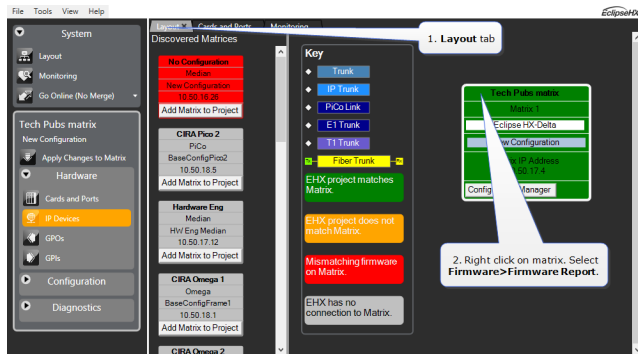 File Tools View Help
EclipseHX
System
Layout
Monitoring
Go Online (No Merge)
Tech Pubs matrix
New Configuration
Apply Changes to Matrix
Hardware
Cards and Ports
IP Devices
GPOs
GPIs
Configuration
Diagnostics
Layout × Cards and Ports Monitoring
Discovered Matrices
No Configuration
Median
New Configuration
10.50.16.26
Add Matrix to Project
CIRA Pico 2
PiCo
BaseConfigPico2
10.50.18.5
Add Matrix to Project
Hardware Eng
Median
HW Eng Median
10.50.17.12
Add Matrix to Project
CIRA Omega 1
Omega
BaseConfigFrame1
10.50.18.1
Add Matrix to Project
CIRA Omega 2
Key
Trunk
IP Trunk
PiCo Link
E1 Trunk
T1 Trunk
Fiber Trunk
EHX project matches
Matrix.
EHX project does not
match Matrix.
Mismatching firmware
on Matrix.
EHX has no
connection to Matrix.
1. Layout tab
Tech Pubs matrix
Matrix 1
Eclipse HX-Delta
New Configuration
IP Address
50.17.4
Manager
2. Right click on matrix. Select
Firmware>Firmware Report.